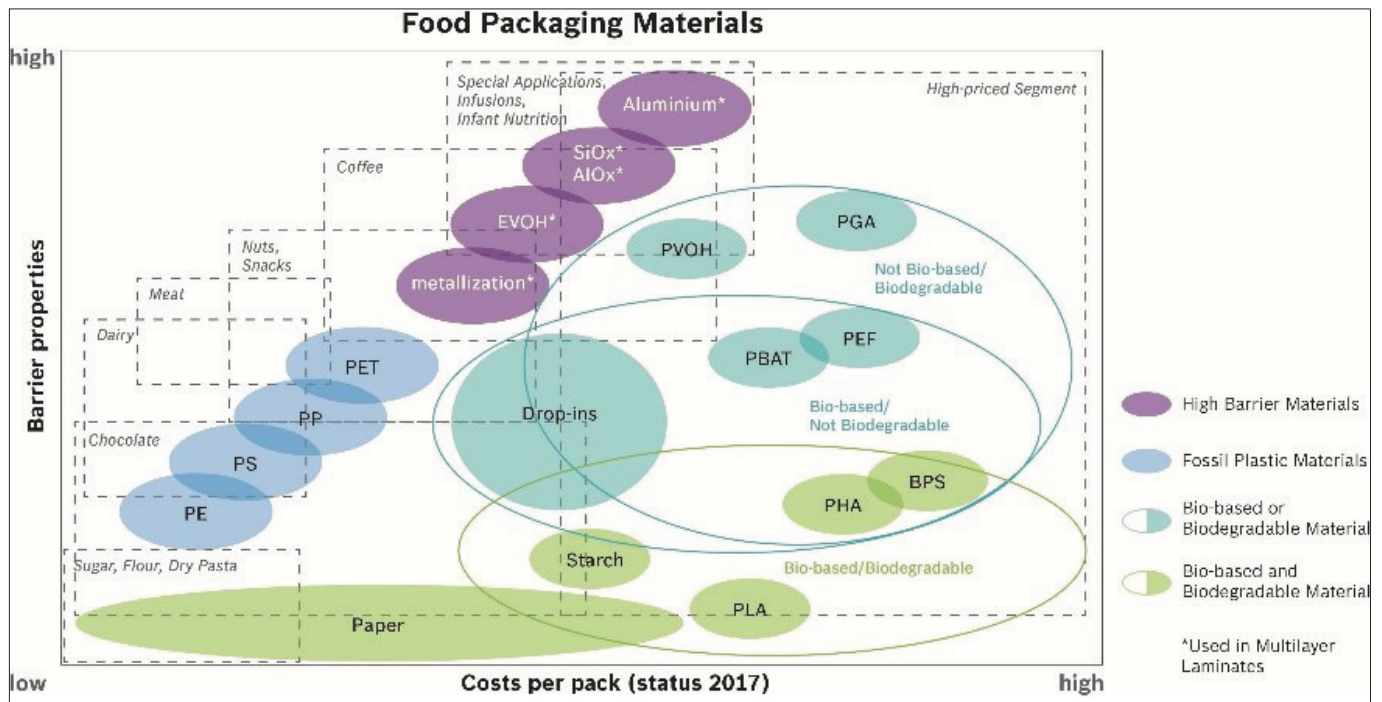 Food Packaging Materials
high
Barrier properties
Special Applications,
Infusions,
Infant Nutrition
High-priced Segment
Aluminium*
SiOx*
AlOx*
Coffee
EVOH*
PGA
Nuts,
Snacks
PVOH
metallization*
Not Bio-based/
Biodegradable
Meat
Dairy
PEF
PBAT
PET
PP
Drop-ins
Bio-based/
Not Biodegradable
Chocolate
PS
BPS
PHA
PE
Sugar, Flour, Dry Pasta
Starch
Bio-based/Biodegradable
PLA
Paper
low
Costs per pack (status 2017)
high
High Barrier Materials
Fossil Plastic Materials
Bio-based or
Biodegradable Material
Bio-based and
Biodegradable Material
*Used in Multilayer
Laminates